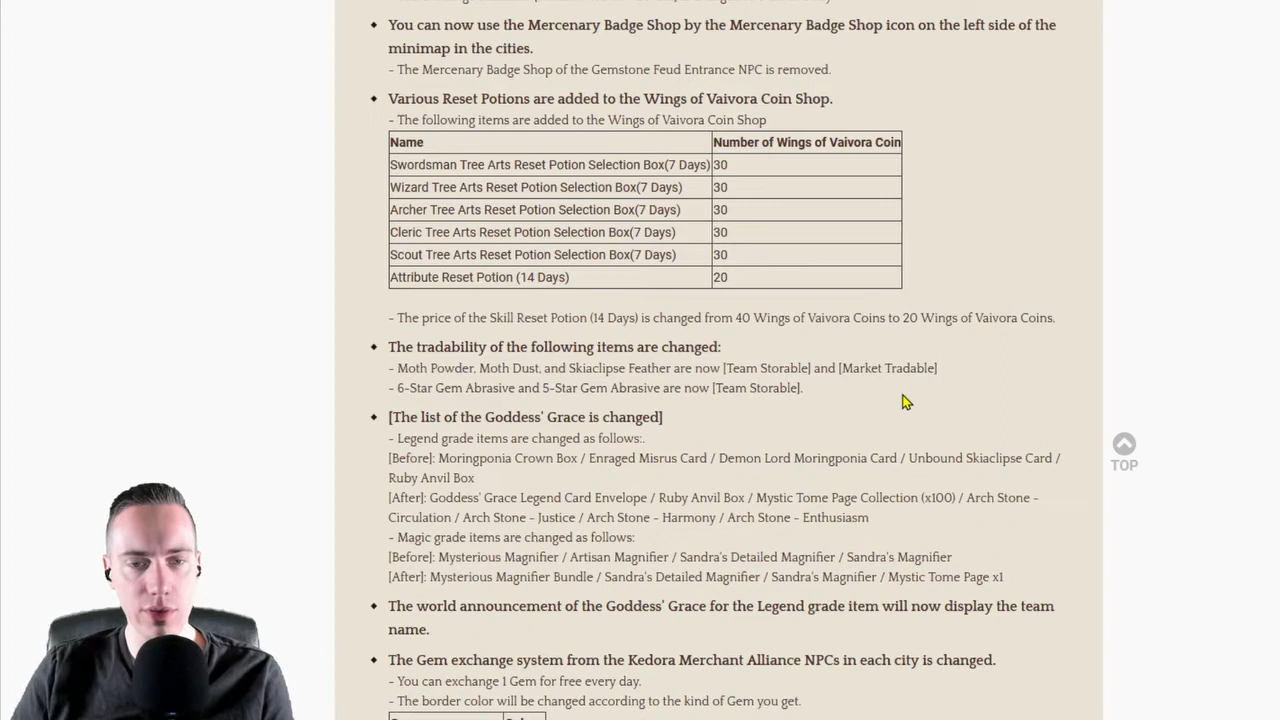 You can now use the Mercenary Badge Shop by the Mercenary Badge Shop icon on the left side of the
minimap in the cities.
- The Mercenary Badge Shop of the Gemstone Feud Entrance NPC is removed.
Various Reset Potions are added to the Wings of Vaivora Coin Shop.
- The following items are added to the Wings of Vaivora Coin Shop
Name Number of Wings of Vaivora Coin
Swordsman Tree Arts Reset Potion Selection Box(7 Days) 30
Wizard Tree Arts Reset Potion Selection Box(7 Days) 30
Archer Tree Arts Reset Potion Selection Box(7 Days) 30
Cleric Tree Arts Reset Potion Selection Box(7 Days) 30
Scout Tree Arts Reset Potion Selection Box(7 Days) 30
Attribute Reset Potion (14 Days) 20
- The price of the Skill Reset Potion (14 Days) is changed from 40 Wings of Vaivora Coins to 20 Wings of Vaivora Coins.
The tradability of the following items are changed:
- Moth Powder, Moth Dust, and Skiaclipse Feather are now [Team Storable] and [Market Tradable]
- 6-Star Gem Abrasive and 5-Star Gem Abrasive are now [Team Storable].
[The list of the Goddess' Grace is changed]
- Legend grade items are changed as follows:.
[Before]: Moringponia Crown Box / Enraged Misrus Card / Demon Lord Moringponia Card / Unbound Skiaclipse Card /
Ruby Anvil Box
[After]: Goddess' Grace Legend Card Envelope / Ruby Anvil Box / Mystic Tome Page Collection (x100) / Arch Stone -
Circulation / Arch Stone - Justice / Arch Stone - Harmony / Arch Stone - Enthusiasm
- Magic grade items are changed as follows:
[Before]: Mysterious Magnifier / Artisan Magnifier / Sandra's Detailed Magnifier / Sandra's Magnifier
[After]: Mysterious Magnifier Bundle / Sandra's Detailed Magnifier / Sandra's Magnifier / Mystic Tome Page x1
The world announcement of the Goddess' Grace for the Legend grade item will now display the team
name.
The Gem exchange system from the Kedora Merchant Alliance NPCs in each city is changed.
- You can exchange 1 Gem for free every day.
- The border color will be changed according to the kind of Gem you get.
TOP